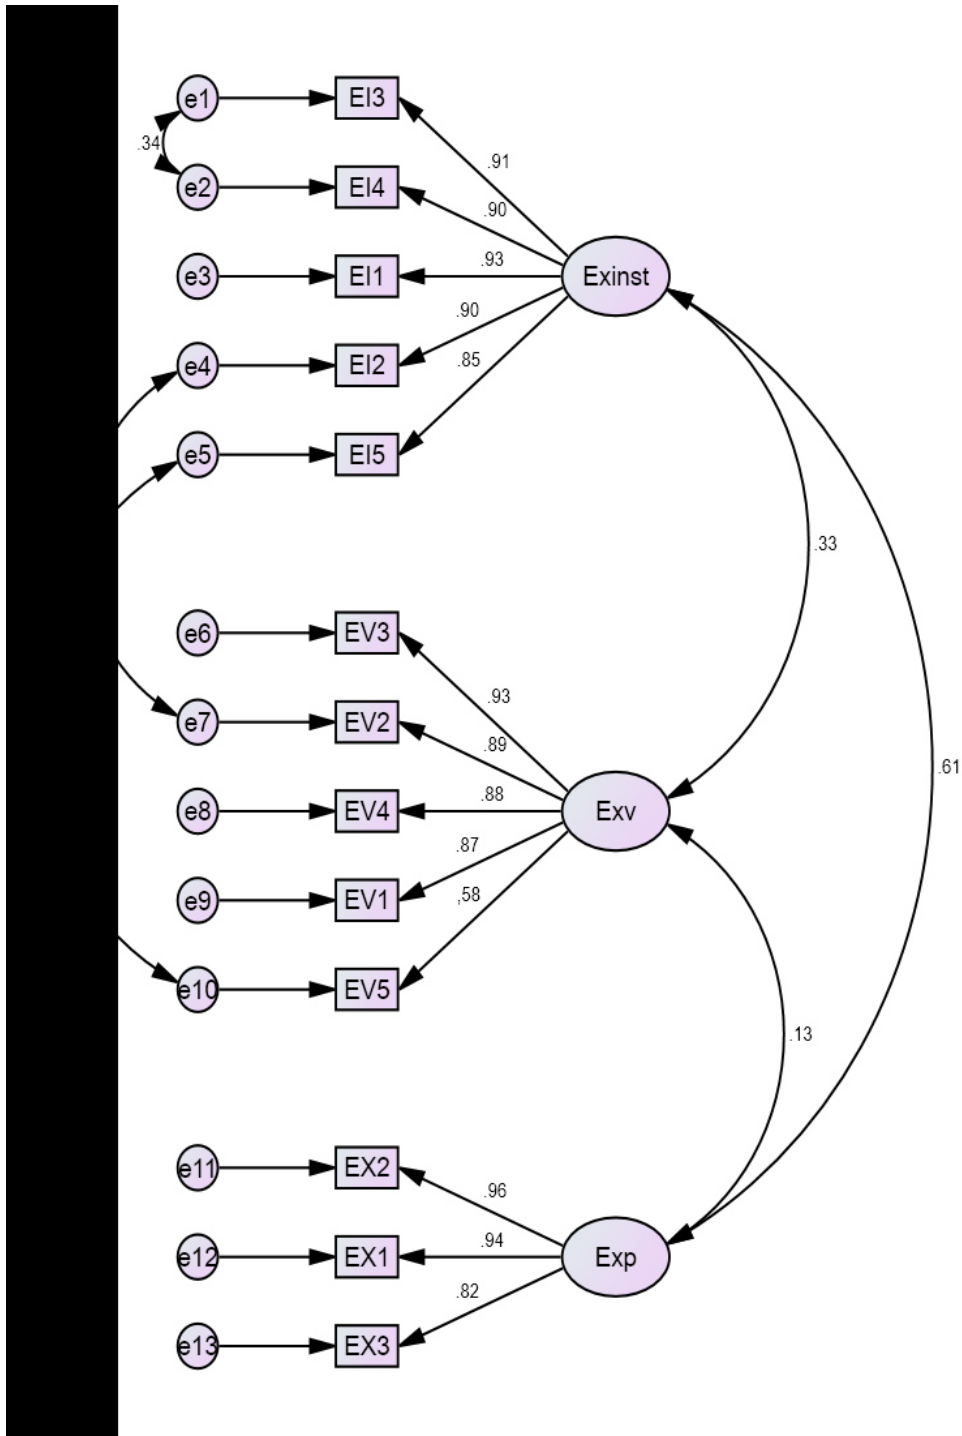 e1 EI3
.91
.34
e2 EI4
.90
e3 EI1 .93 Exinst
.90
e4 EI2
.85
e5 EI5
.33
e6 EV3
.93
e7 EV2
.89
.61
e8 EV4 .88 Exv
.87
e9 EV1
,58
e10 EV5
.13
e11 EX2
.96
e12 EX1 .94 Exp
.82
e13 EX3